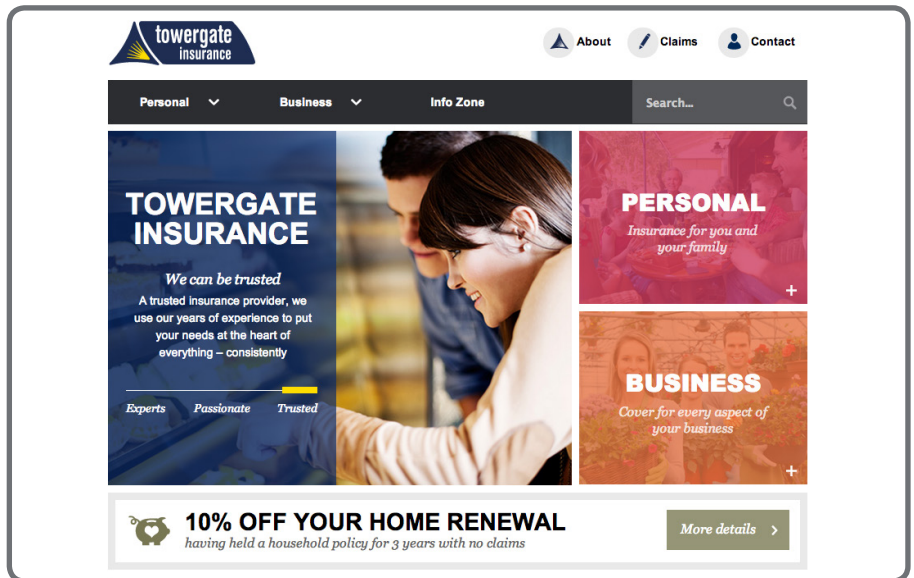 towergate
insurance
About
Claims
Contact
Personal
Business
Info Zone
Search...
TOWERGATE
INSURANCE
We can be trusted
A trusted insurance provider, we
use our years of experience to put
your needs at the heart of
everything – consistently
Experts Passionate Trusted
PERSONAL
Insurance for you and
your family
+
BUSINESS
Cover for every aspect of
your business
+
10% OFF YOUR HOME RENEWAL
having held a household policy for 3 years with no claims
More details